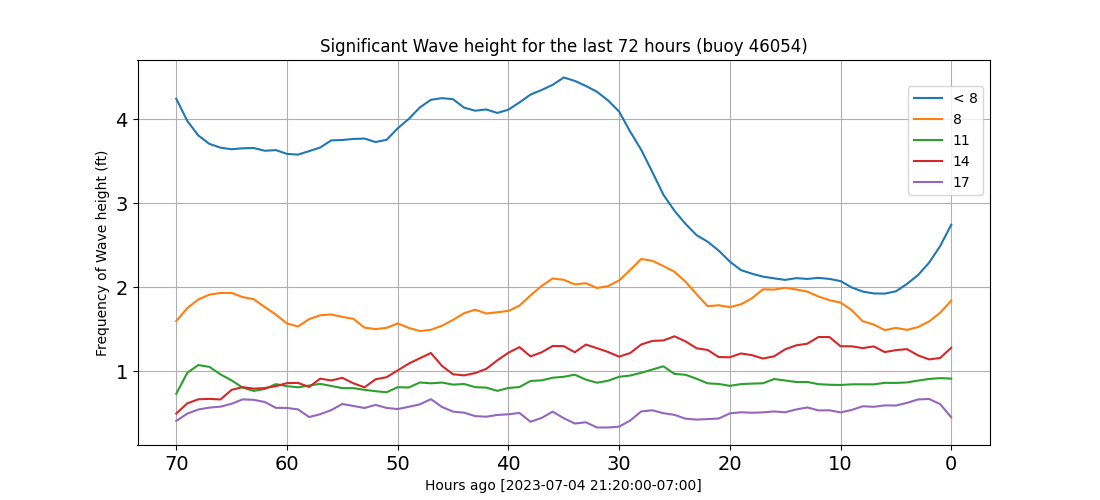 Significant Wave height for the last 72 hours (buoy 46054)
Frequency of Wave height (ft)
4
3
2
1
< 8
8
11
14
17
70 60 50 40 30 20 10 0
Hours ago [2023-07-04 21:20:00-07:00]